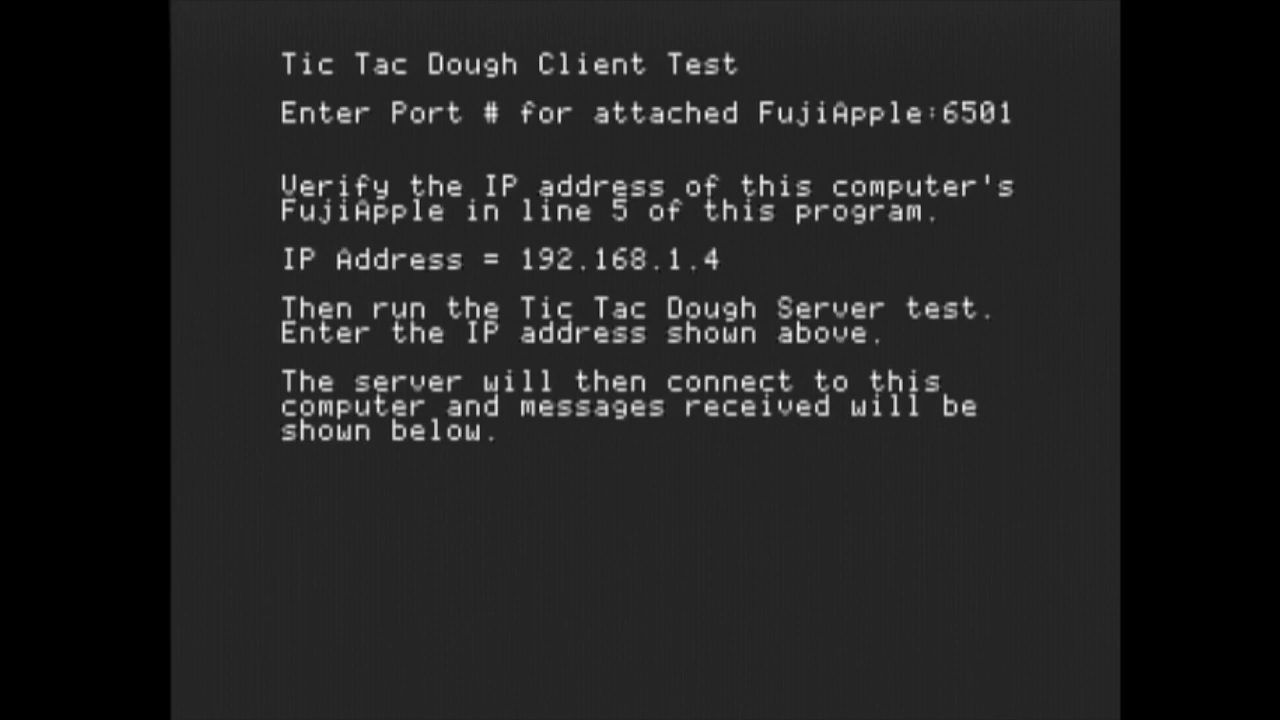 Tic Tac Dough Client Test
Enter Port # for attached FujiApple:6501
Verify the IP address of this computer's
FujiApple in line 5 of this program.
IP Address = 192.168.1.4
Then run the Tic Tac Dough Server test.
Enter the IP address shown above.
The server will then connect to this
computer and messages received will be
shown below.